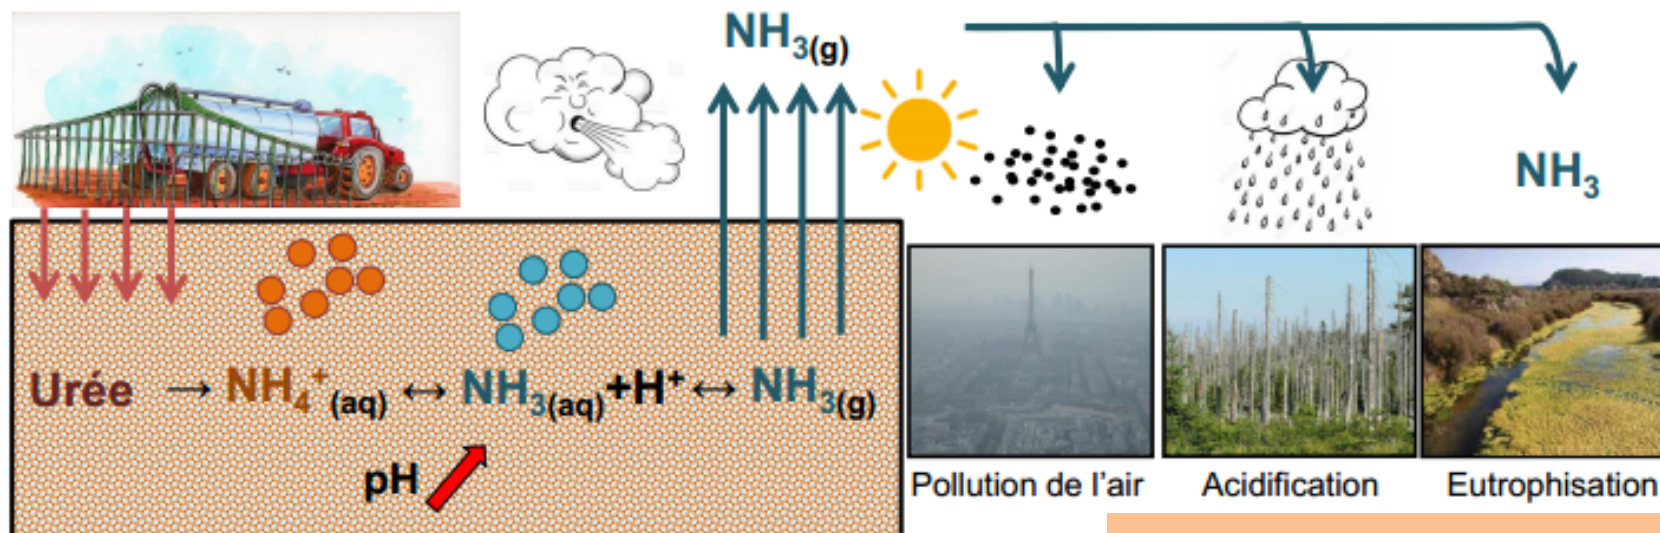 NH₃(g)
NH₃
Urée → NH₄⁺(aq) ↔ NH₃(aq)+H⁺ ↔ NH₃(g)
pH
Pollution de l'air
Acidification
Eutrophisation